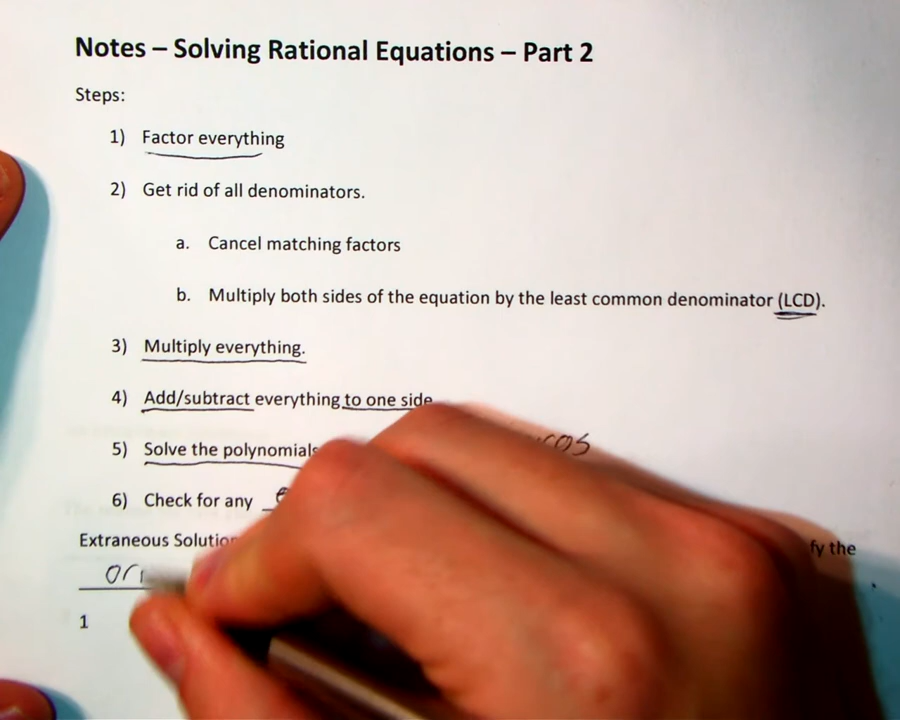 Notes – Solving Rational Equations – Part 2
Steps:
1) Factor everything
2) Get rid of all denominators.
a. Cancel matching factors
b. Multiply both sides of the equation by the least common denominator (LCD).
3) Multiply everything.
4) Add/subtract everything to one side
5) Solve the polynomials
6) Check for any
Extraneous
the
1